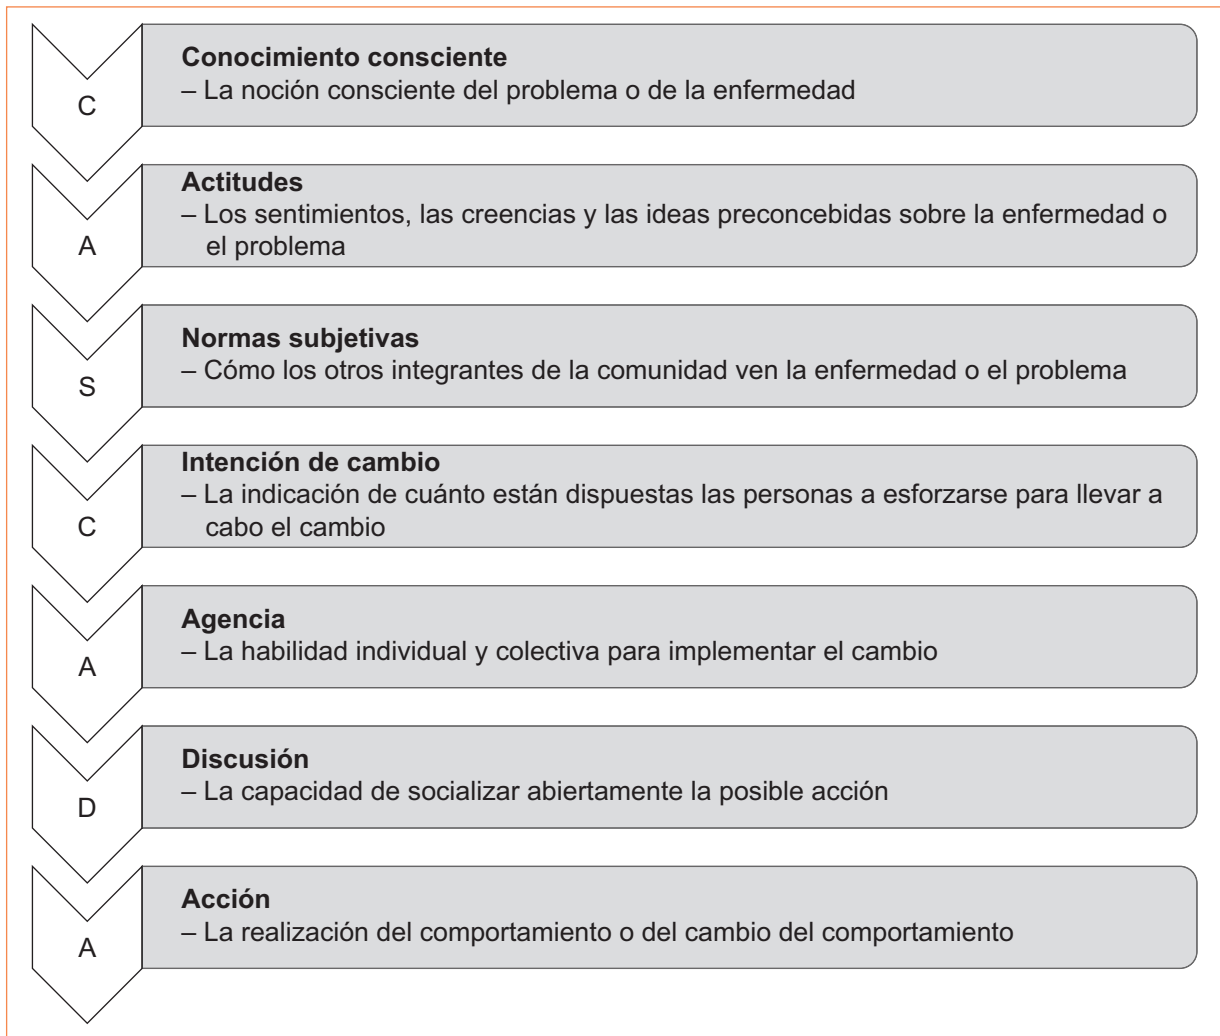 C
Conocimiento consciente
– La noción consciente del problema o de la enfermedad
A
Actitudes
– Los sentimientos, las creencias y las ideas preconcebidas sobre la enfermedad o
el problema
S
Normas subjetivas
– Cómo los otros integrantes de la comunidad ven la enfermedad o el problema
C
Intención de cambio
– La indicación de cuánto están dispuestas las personas a esforzarse para llevar a
cabo el cambio
A
Agencia
– La habilidad individual y colectiva para implementar el cambio
D
Discusión
– La capacidad de socializar abiertamente la posible acción
A
Acción
– La realización del comportamiento o del cambio del comportamiento